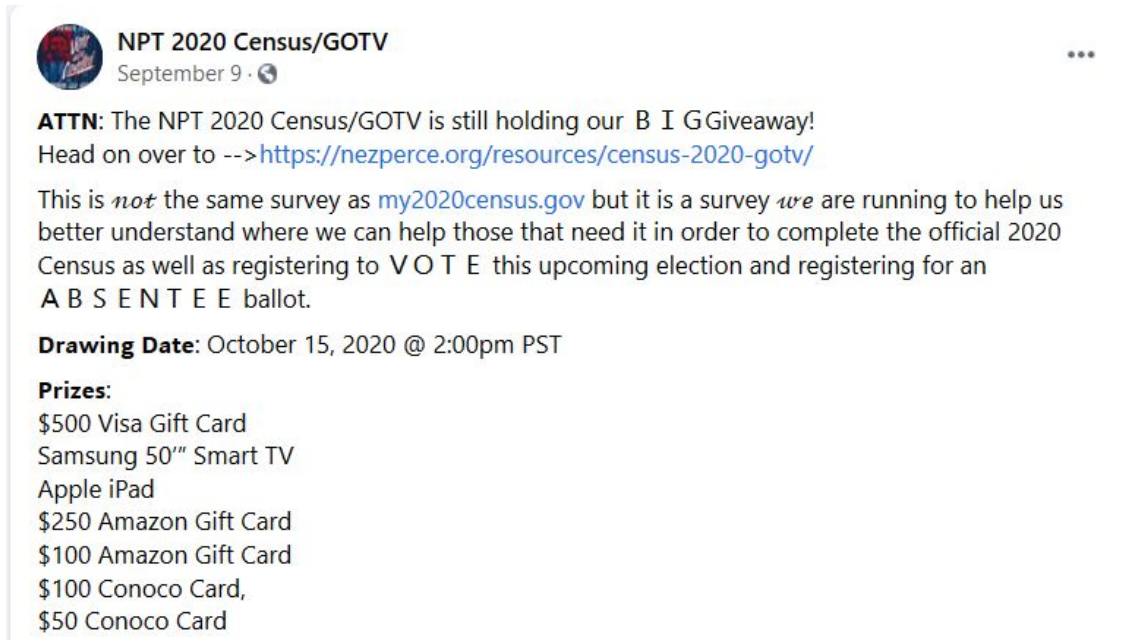 NPT 2020 Census/GOTV
September 9 ·
ATTN: The NPT 2020 Census/GOTV is still holding our B I GGiveaway!
Head on over to -->https://nezperce.org/resources/census-2020-gotv/
This is 𝓷𝓸𝓽 the same survey as my2020census.gov but it is a survey 𝔀𝓮 are running to help us
better understand where we can help those that need it in order to complete the official 2020
Census as well as registering to V O T E this upcoming election and registering for an
A B S E N T E E ballot.
Drawing Date: October 15, 2020 @ 2:00pm PST
Prizes:
$500 Visa Gift Card
Samsung 50’” Smart TV
Apple iPad
$250 Amazon Gift Card
$100 Amazon Gift Card
$100 Conoco Card,
$50 Conoco Card